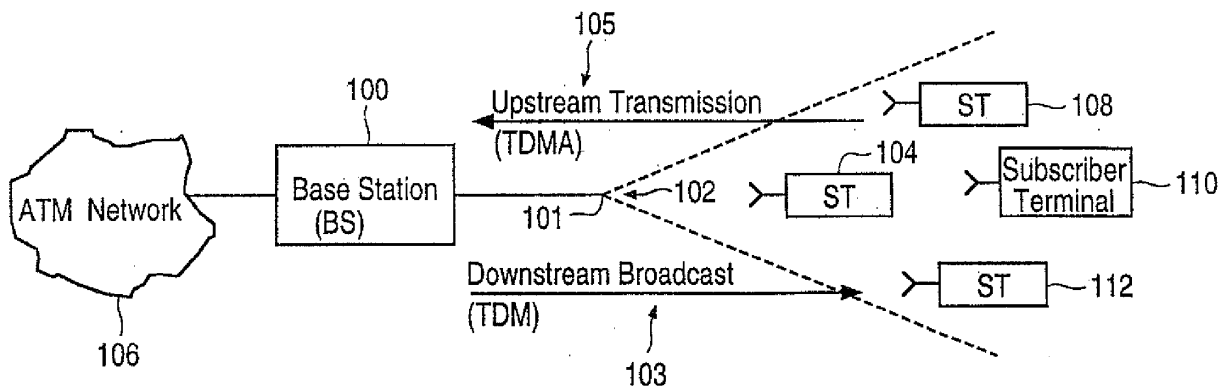 105
100
Upstream Transmission
(TDMA)
ST
108
104
ATM Network
Base Station
(BS)
101
102
ST
Subscriber
Terminal
110
Downstream Broadcast
(TDM)
ST
112
106
103